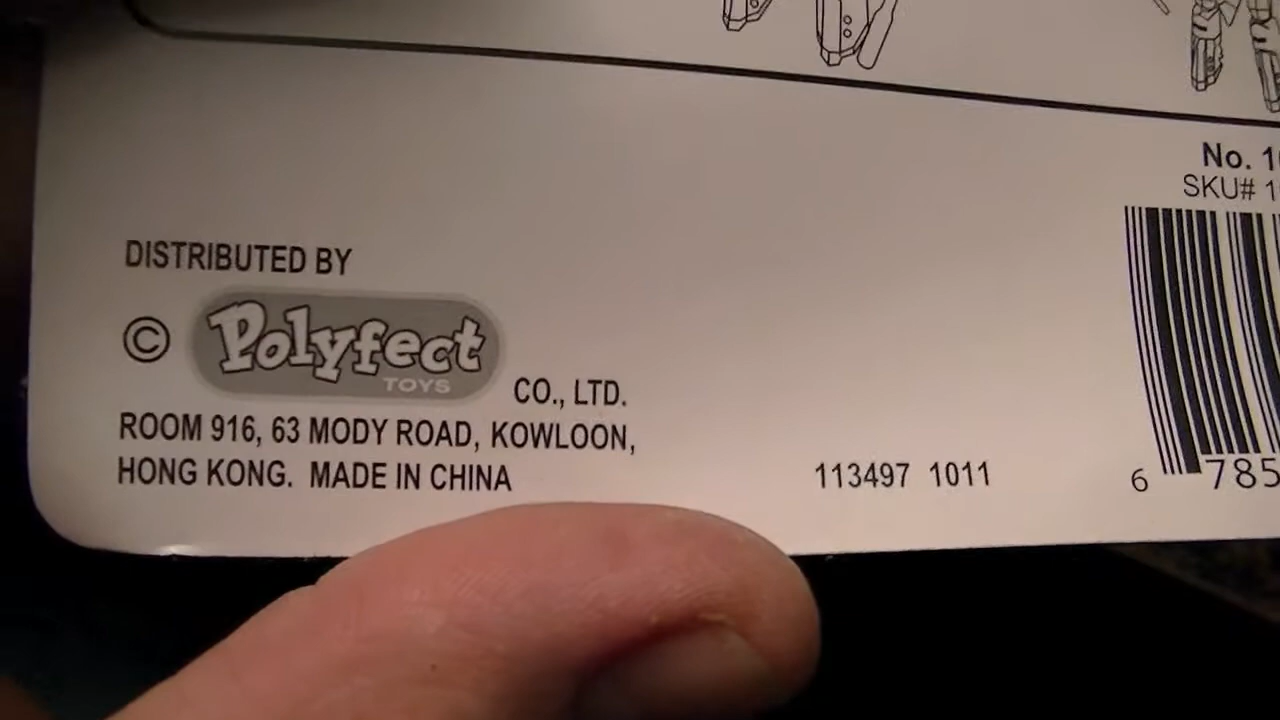 No. 1
SKU# 1
DISTRIBUTED BY
© Polyfect
TOYS
CO., LTD.
ROOM 916, 63 MODY ROAD, KOWLOON,
HONG KONG. MADE IN CHINA
113497 1011
6 785